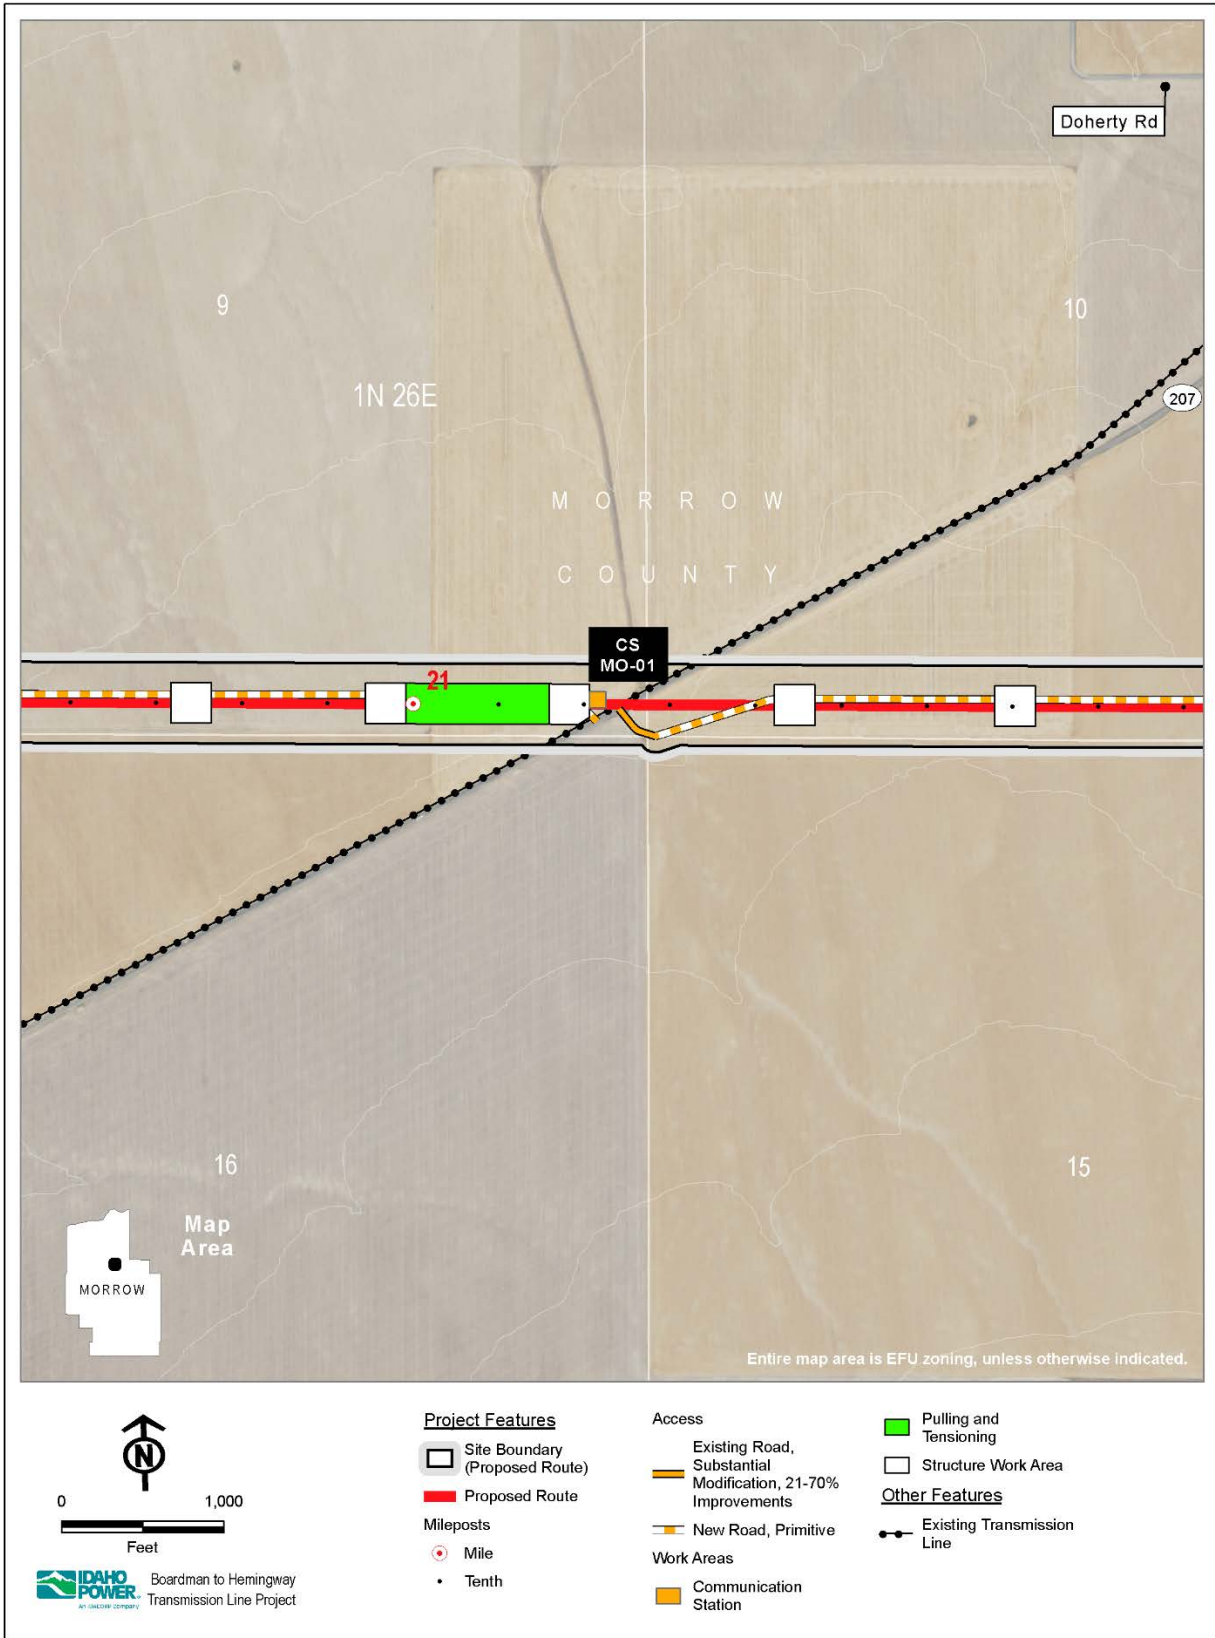 Doherty Rd
9
10
1N 26E
207
M O R R O W
C O U N T Y
CS
MO-01
21
16
15
Map
Area
MORROW
Entire map area is EFU zoning, unless otherwise indicated.
N
0 1,000
Feet
IDAHO
POWER
An IDACORP Company
Boardman to Hemingway
Transmission Line Project
Project Features
Site Boundary
(Proposed Route)
Proposed Route
Mileposts
Mile
Tenth
Access
Existing Road,
Substantial
Modification, 21-70%
Improvements
New Road, Primitive
Work Areas
Communication
Station
Pulling and
Tensioning
Structure Work Area
Other Features
Existing Transmission
Line